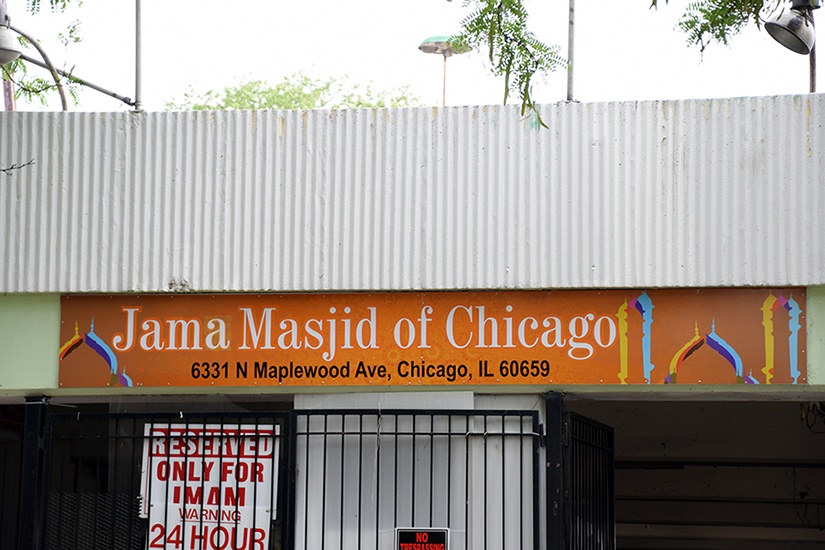 Jama Masjid of Chicago
6331 N Maplewood Ave, Chicago, IL 60659
RESERVED
ONLY FOR
IMAM
WARNING
24 HOUR
NO
TRESPASSING